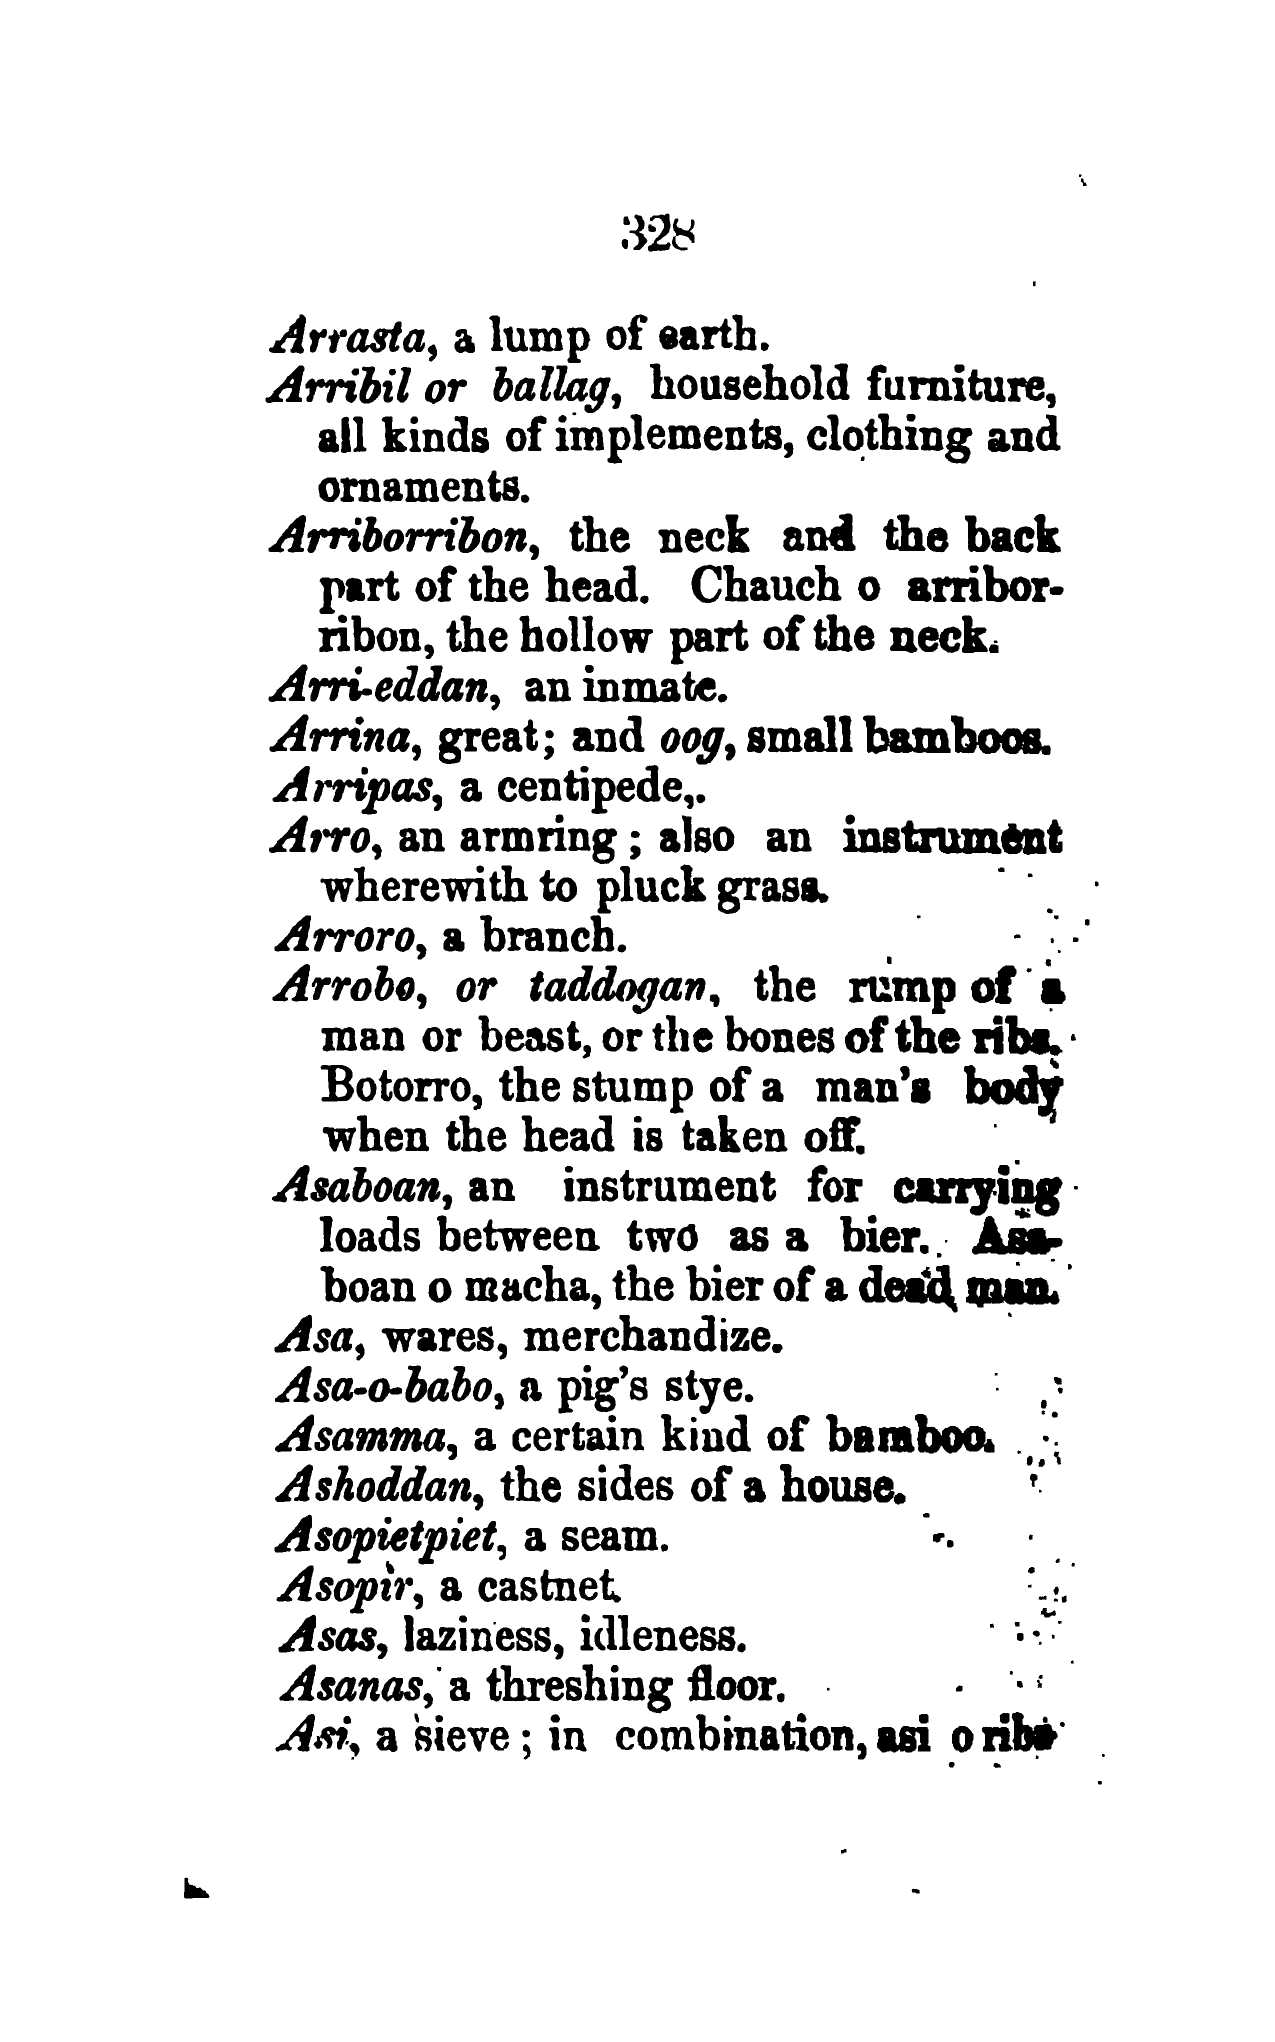 328
Arrasta, a lump of earth.
Arribil or ballag, household furniture,
all kinds of implements, clothing and
ornaments.
Arriborribon, the neck and the back
part of the head. Chauch o arribor-
ribon, the hollow part of the neck.
Arri-eddan, an inmate.
Arrina, great; and oog, small bamboos.
Arripas, a centipede,.
Arro, an armring; also an instrument
wherewith to pluck grass.
Arroro, a branch.
Arrobo, or taddogan, the rump of a
man or beast, or the bones of the ribs.
Botorro, the stump of a man's body
when the head is taken off.
Asaboan, an instrument for carrying
loads between two as a bier. Asa-
boan o macha, the bier of a dead man.
Asa, wares, merchandize.
Asa-o-babo, a pig's stye.
Asamma, a certain kind of bamboo.
Ashoddan, the sides of a house.
Asopietpiet, a seam.
Asopir, a castnet.
Asas, laziness, idleness.
Asanas, a threshing floor.
Asi, a sieve; in combination, asi o